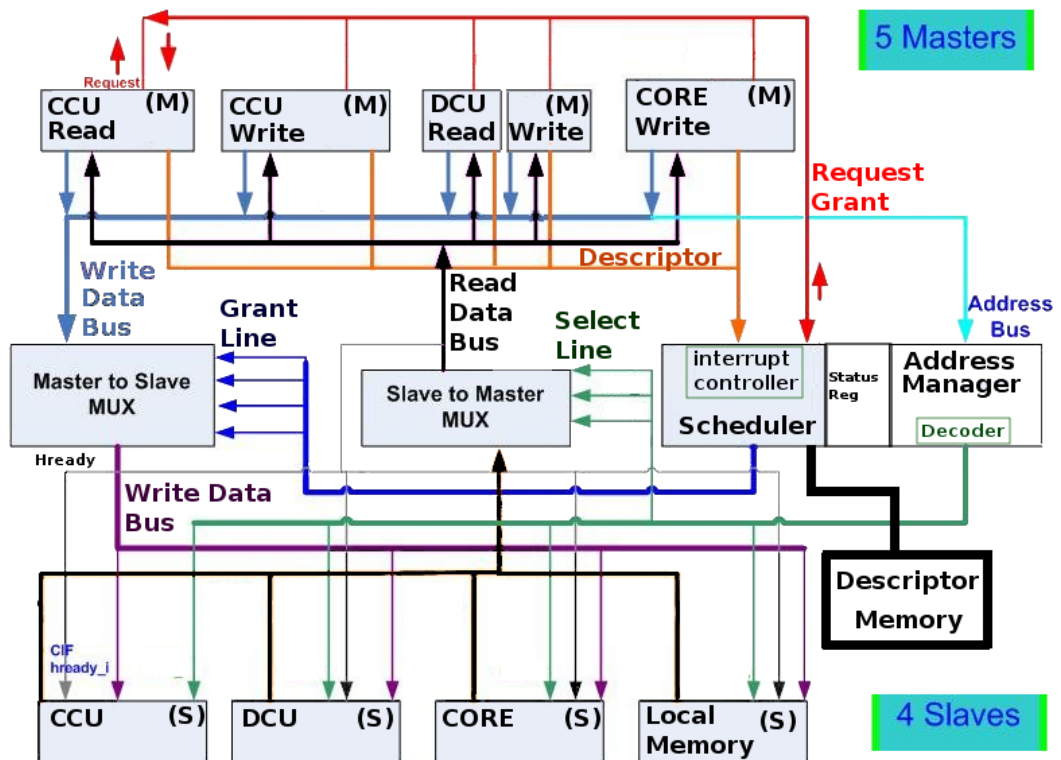 5 Masters
Request
CCU (M)
Read
CCU (M)
Write
DCU
Read
(M)
Write
CORE
(M)
Write
Request
Grant
Descriptor
Write
Data
Bus
Read
Data
Bus
Grant
Line
Select
Line
Address
Bus
Master to Slave
MUX
Slave to Master
MUX
interrupt
controller
Scheduler
Status
Reg
Address
Manager
Decoder
Hready
Write Data
Bus
Descriptor
Memory
CIF
hready_i
CCU (S)
DCU (S)
CORE (S)
Local
Memory
(S)
4 Slaves